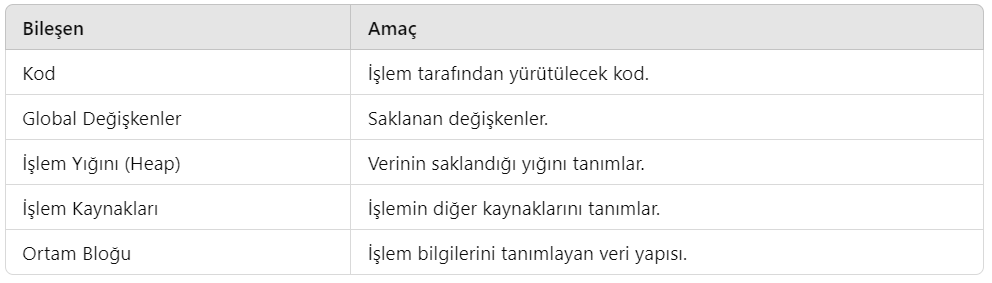 Bileşen Amaç
Kod İşlem tarafından yürütülecek kod.
Global Değişkenler Saklanan değişkenler.
İşlem Yığını (Heap) Verinin saklandığı yığını tanımlar.
İşlem Kaynakları İşlemin diğer kaynaklarını tanımlar.
Ortam Bloğu İşlem bilgilerini tanımlayan veri yapısı.